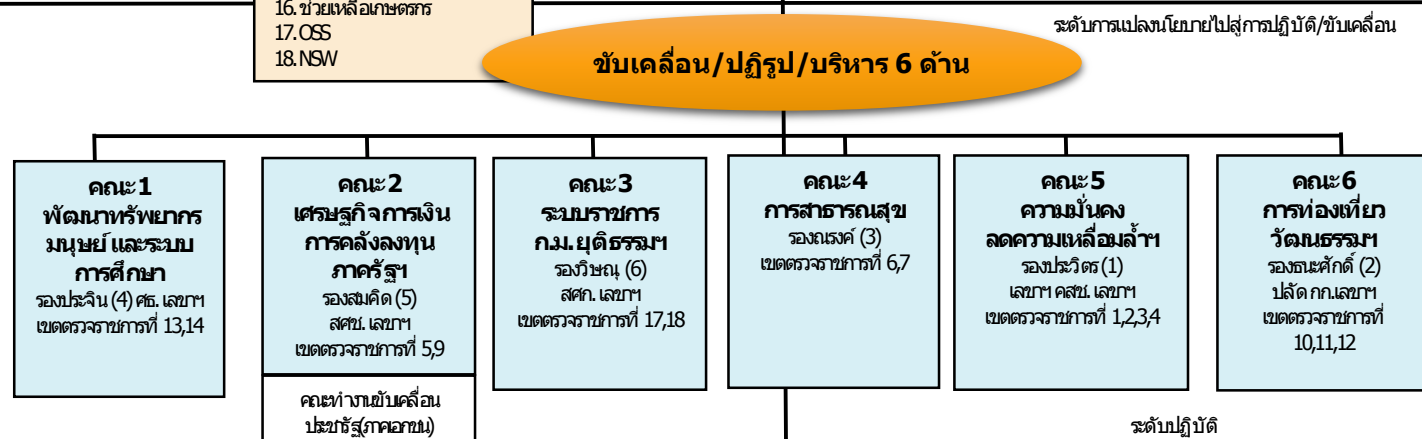 16. ช่วยเหลือเกษตรกร
17. OSS
18. NSW
ระดับการแปลงนโยบายไปสู่การปฏิบัติ/ขับเคลื่อน
ขับเคลื่อน/ปฏิรูป/บริหาร 6 ด้าน
คณะ 1
พัฒนาทรัพยากร
มนุษย์ และระบบ
การศึกษา
รองประจิน (4) ศธ. เลขาฯ
เขตตรวจราชการที่ 13,14
คณะ 2
เศรษฐกิจการเงิน
การคลังลงทุน
ภาครัฐฯ
รองสมคิด (5)
สศช. เลขาฯ
เขตตรวจราชการที่ 5,9
คณะทำงานขับเคลื่อน
ประชารัฐ(ภาคเอกชน)
คณะ 3
ระบบราชการ
ก.ม. ยุติธรรมฯ
รองวิษณุ (6)
สศก. เลขาฯ
เขตตรวจราชการที่ 17,18
คณะ 4
การสาธารณสุข
รองณรงค์ (3)
เขตตรวจราชการที่ 6,7
คณะ 5
ความมั่นคง
ลดความเหลื่อมล้ำฯ
รองประวิตร (1)
เลขาฯ คสช. เลขาฯ
เขตตรวจราชการที่ 1,2,3,4
คณะ 6
การท่องเที่ยว
วัฒนธรรมฯ
รองธนะศักดิ์ (2)
ปลัด กก.เลขาฯ
เขตตรวจราชการที่
10,11,12
ระดับปฏิบัติ